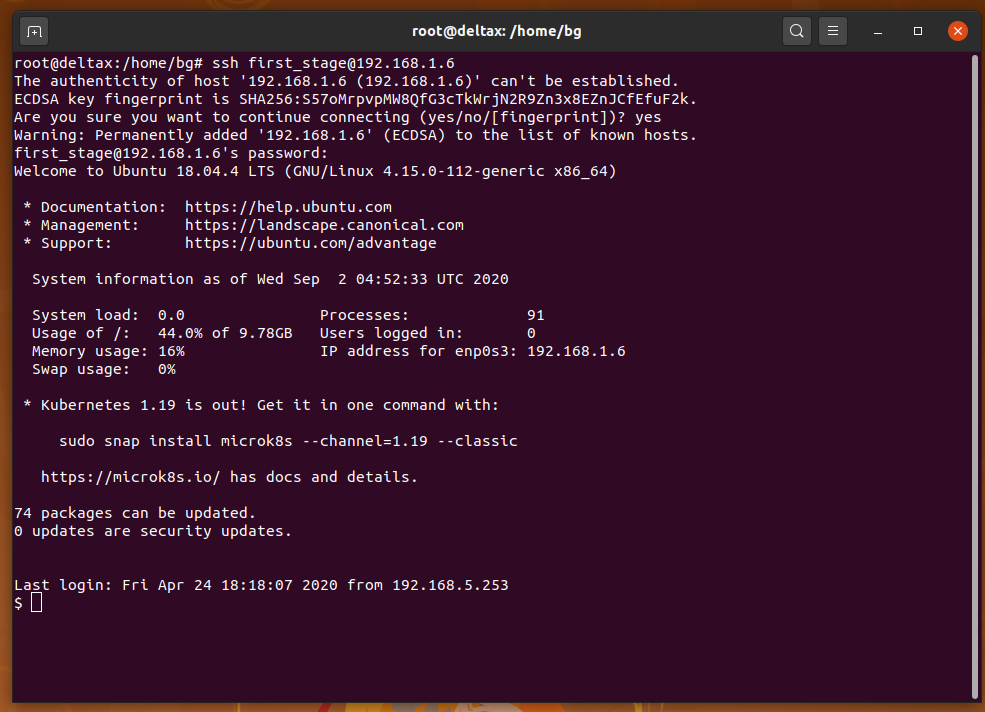 root@deltax: /home/bg
root@deltax:/home/bg# ssh first_stage@192.168.1.6
The authenticity of host '192.168.1.6 (192.168.1.6)' can't be established.
ECDSA key fingerprint is SHA256:S57oMrpvpMW8QfG3cTkWrjN2R9Zn3x8EZnJCfEfuF2k.
Are you sure you want to continue connecting (yes/no/[fingerprint])? yes
Warning: Permanently added '192.168.1.6' (ECDSA) to the list of known hosts.
first_stage@192.168.1.6's password:
Welcome to Ubuntu 18.04.4 LTS (GNU/Linux 4.15.0-112-generic x86_64)
 * Documentation:  https://help.ubuntu.com
 * Management:     https://landscape.canonical.com
 * Support:        https://ubuntu.com/advantage
  System information as of Wed Sep  2 04:52:33 UTC 2020
  System load:  0.0               Processes:             91
  Usage of /:   44.0% of 9.78GB   Users logged in:       0
  Memory usage: 16%               IP address for enp0s3: 192.168.1.6
  Swap usage:   0%
 * Kubernetes 1.19 is out! Get it in one command with:
     sudo snap install microk8s --channel=1.19 --classic
   https://microk8s.io/ has docs and details.
74 packages can be updated.
0 updates are security updates.
Last login: Fri Apr 24 18:18:07 2020 from 192.168.5.253
$